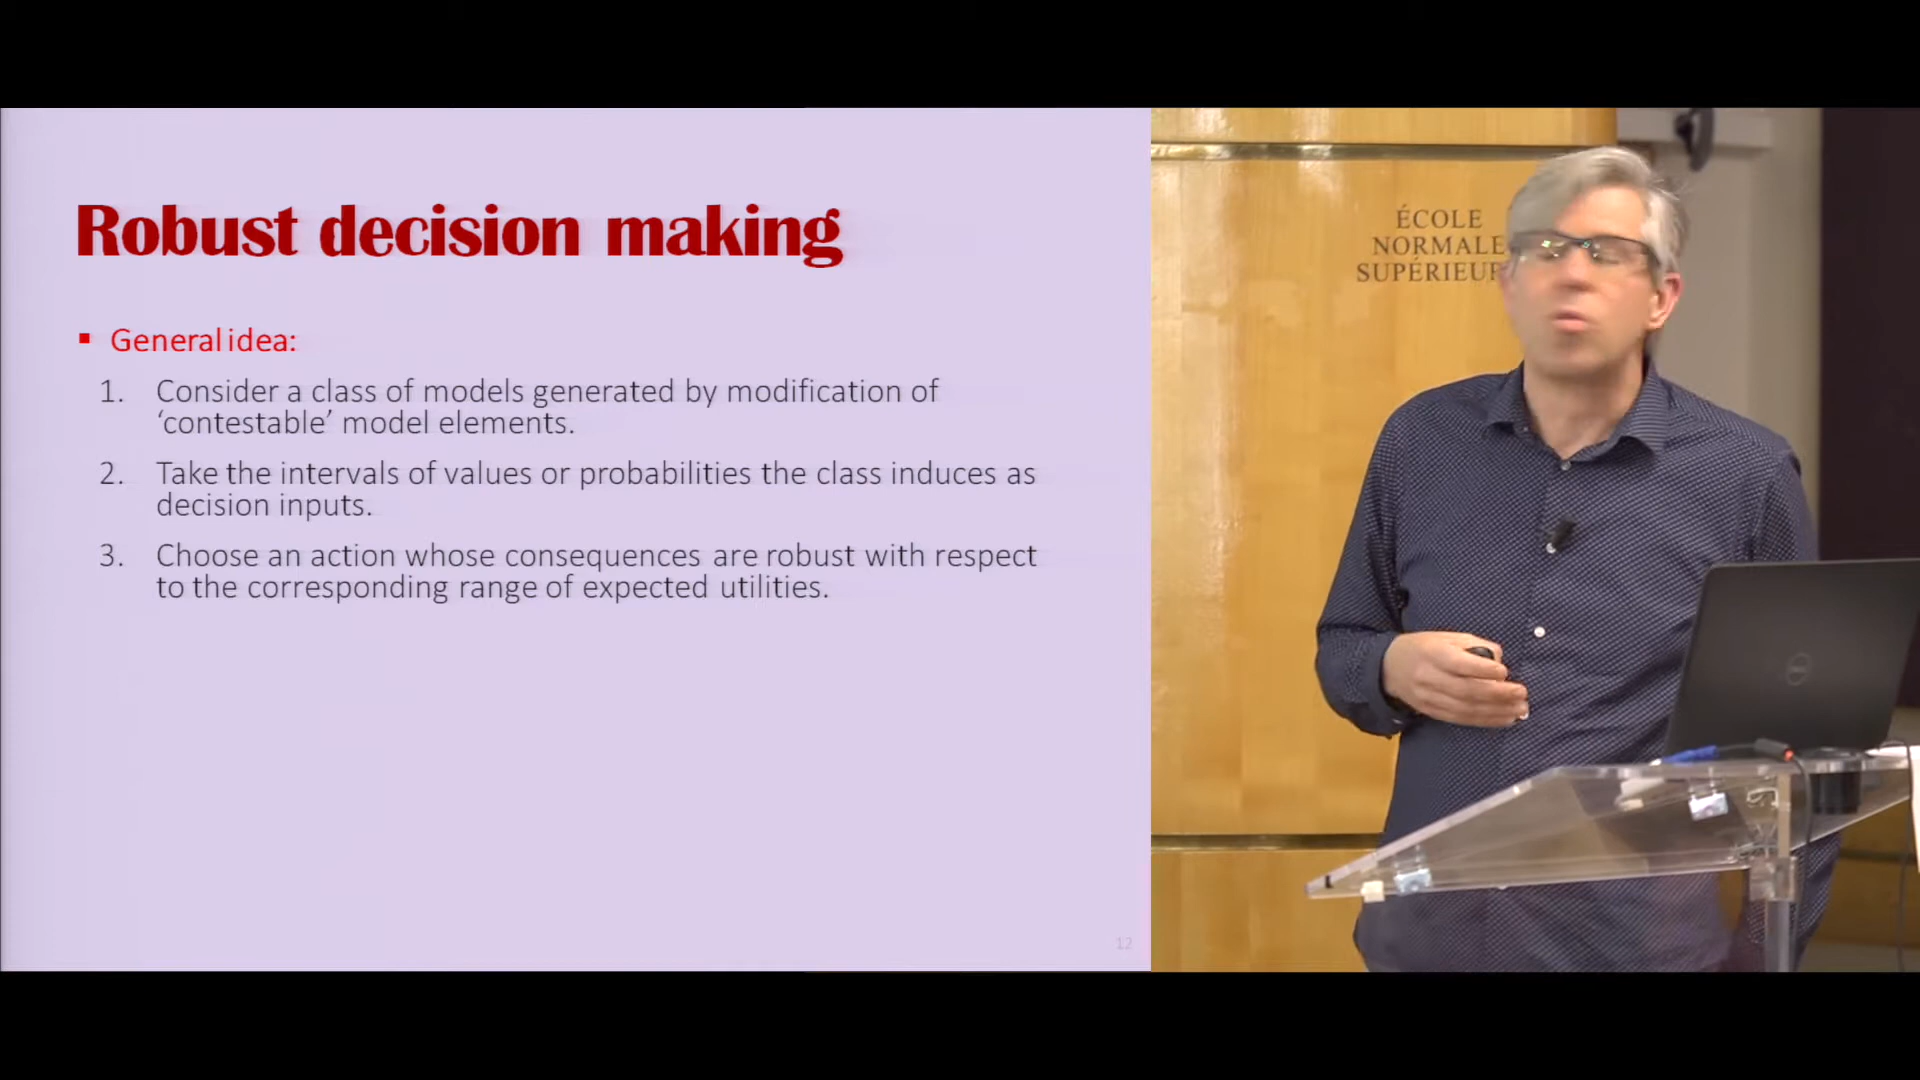 Robust decision making
▪ General idea:
1. Consider a class of models generated by modification of
‘contestable’ model elements.
2. Take the intervals of values or probabilities the class induces as
decision inputs.
3. Choose an action whose consequences are robust with respect
to the corresponding range of expected utilities.
12
ÉCOLE
NORMALE
SUPÉRIEUR
DELL